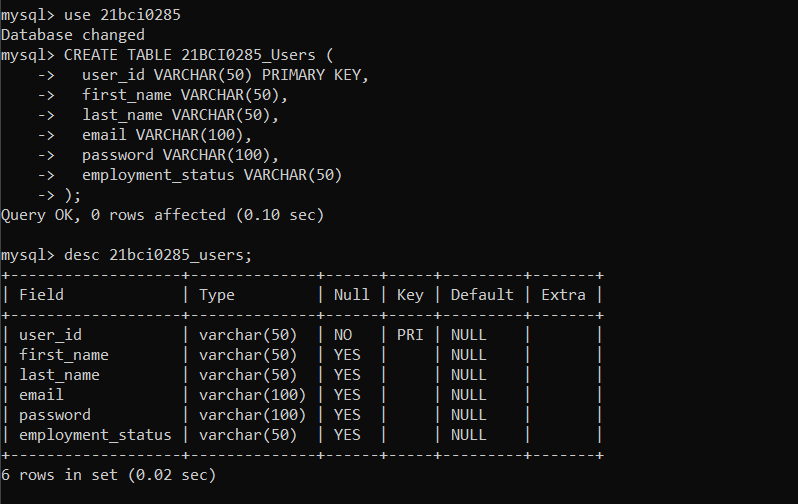 mysql> use 21bci0285
Database changed
mysql> CREATE TABLE 21BCI0285_Users (
    ->   user_id VARCHAR(50) PRIMARY KEY,
    ->   first_name VARCHAR(50),
    ->   last_name VARCHAR(50),
    ->   email VARCHAR(100),
    ->   password VARCHAR(100),
    ->   employment_status VARCHAR(50)
    -> );
Query OK, 0 rows affected (0.10 sec)

mysql> desc 21bci0285_users;
+-------------------+--------------+------+-----+---------+-------+
| Field             | Type         | Null | Key | Default | Extra |
+-------------------+--------------+------+-----+---------+-------+
| user_id           | varchar(50)  | NO   | PRI | NULL    |       |
| first_name        | varchar(50)  | YES  |     | NULL    |       |
| last_name         | varchar(50)  | YES  |     | NULL    |       |
| email             | varchar(100) | YES  |     | NULL    |       |
| password          | varchar(100) | YES  |     | NULL    |       |
| employment_status | varchar(50)  | YES  |     | NULL    |       |
+-------------------+--------------+------+-----+---------+-------+
6 rows in set (0.02 sec)